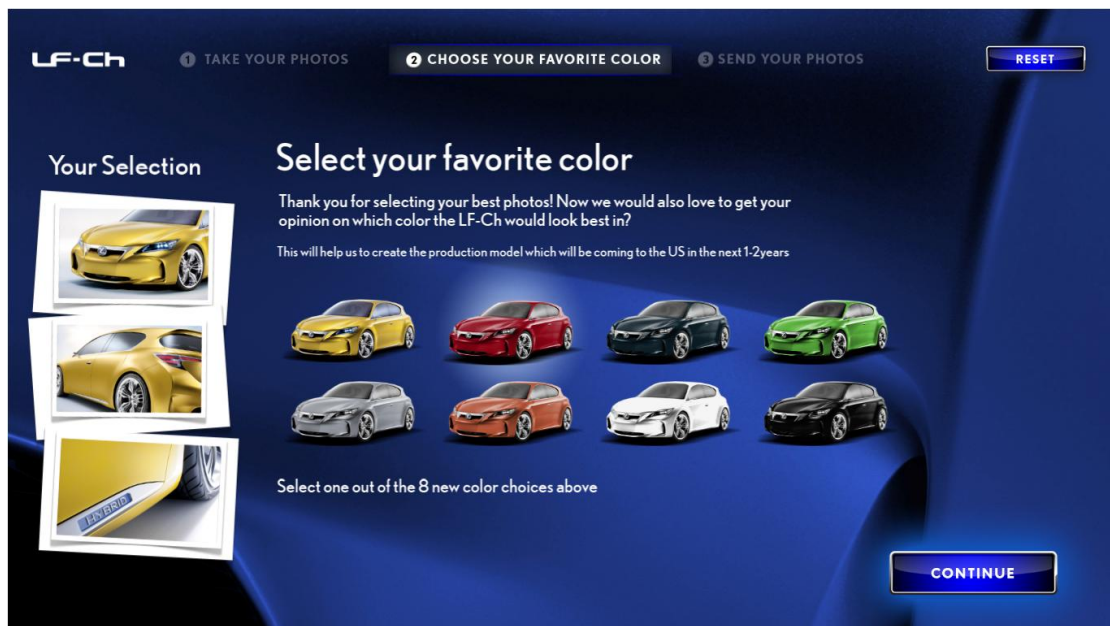 LF-Ch
1 TAKE YOUR PHOTOS
2 CHOOSE YOUR FAVORITE COLOR
3 SEND YOUR PHOTOS
RESET
Your Selection
Select your favorite color
Thank you for selecting your best photos! Now we would also love to get your
opinion on which color the LF-Ch would look best in?
This will help us to create the production model which will be coming to the US in the next 1-2years
HYBRID
Select one out of the 8 new color choices above
CONTINUE